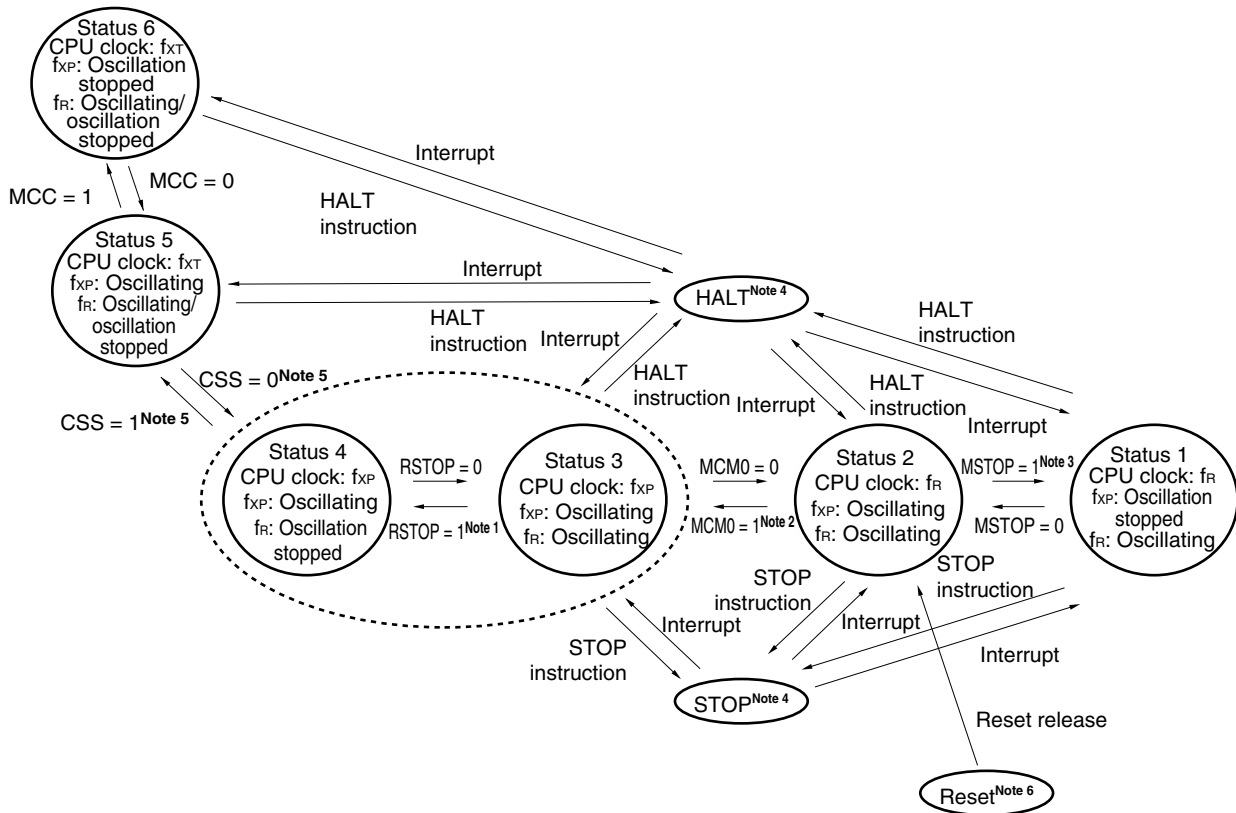 Status 6
CPU clock: fXT
fXP: Oscillation
stopped
fR: Oscillating/
oscillation
stopped
Interrupt
MCC = 1
MCC = 0
HALT
instruction
Status 5
CPU clock: fXT
fXP: Oscillating
fR: Oscillating/
oscillation
stopped
Interrupt
HALT
instruction
HALTNote 4
HALT
instruction
Interrupt
HALT
instruction
Interrupt
HALT
instruction
Interrupt
CSS = 0Note 5
CSS = 1Note 5
Status 4
CPU clock: fXP
fXP: Oscillating
fR: Oscillation
stopped
RSTOP = 0
RSTOP = 1Note 1
Status 3
CPU clock: fXP
fXP: Oscillating
fR: Oscillating
MCM0 = 0
MCM0 = 1Note 2
Status 2
CPU clock: fR
fXP: Oscillating
fR: Oscillating
MSTOP = 1Note 3
MSTOP = 0
Status 1
CPU clock: fR
fXP: Oscillation
stopped
fR: Oscillating
STOP
instruction
STOP
instruction
Interrupt
Interrupt
STOP
instruction
Interrupt
STOPNote 4
Reset release
ResetNote 6